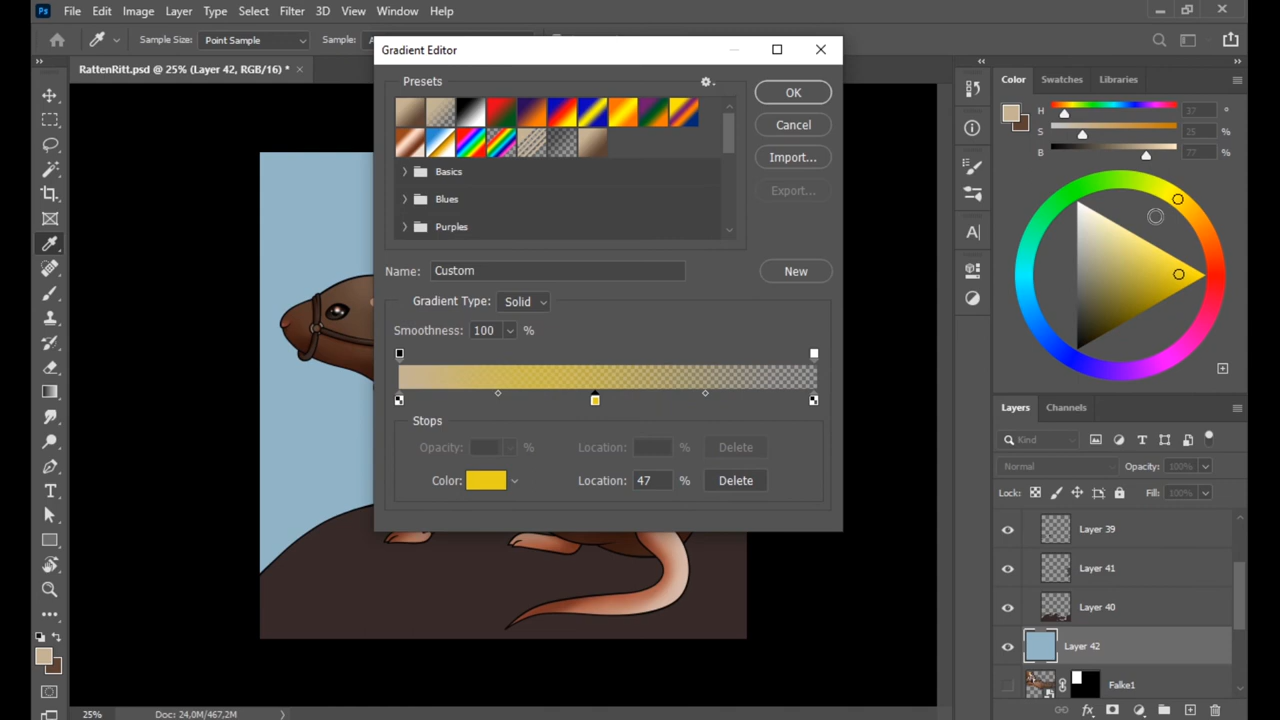 Ps File Edit Image Layer Type Select Filter 3D View Window Help
Sample Size: Point Sample Sample: A
RattenRitt.psd @ 25% (Layer 42, RGB/16) * ×
Gradient Editor
Presets
Basics
Blues
Purples
OK
Cancel
Import...
Export...
Name: Custom New
Gradient Type: Solid
Smoothness: 100 %
Stops
Opacity: % Location: % Delete
Color: Location: 47 % Delete
Color Swatches Libraries
H 37 °
S 25 %
B 77 %
Layers Channels
Kind
Normal Opacity: 100%
Lock: Fill: 100%
Layer 39
Layer 41
Layer 40
Layer 42
Falke1
fx
25% Doc: 24,0M/467,2M